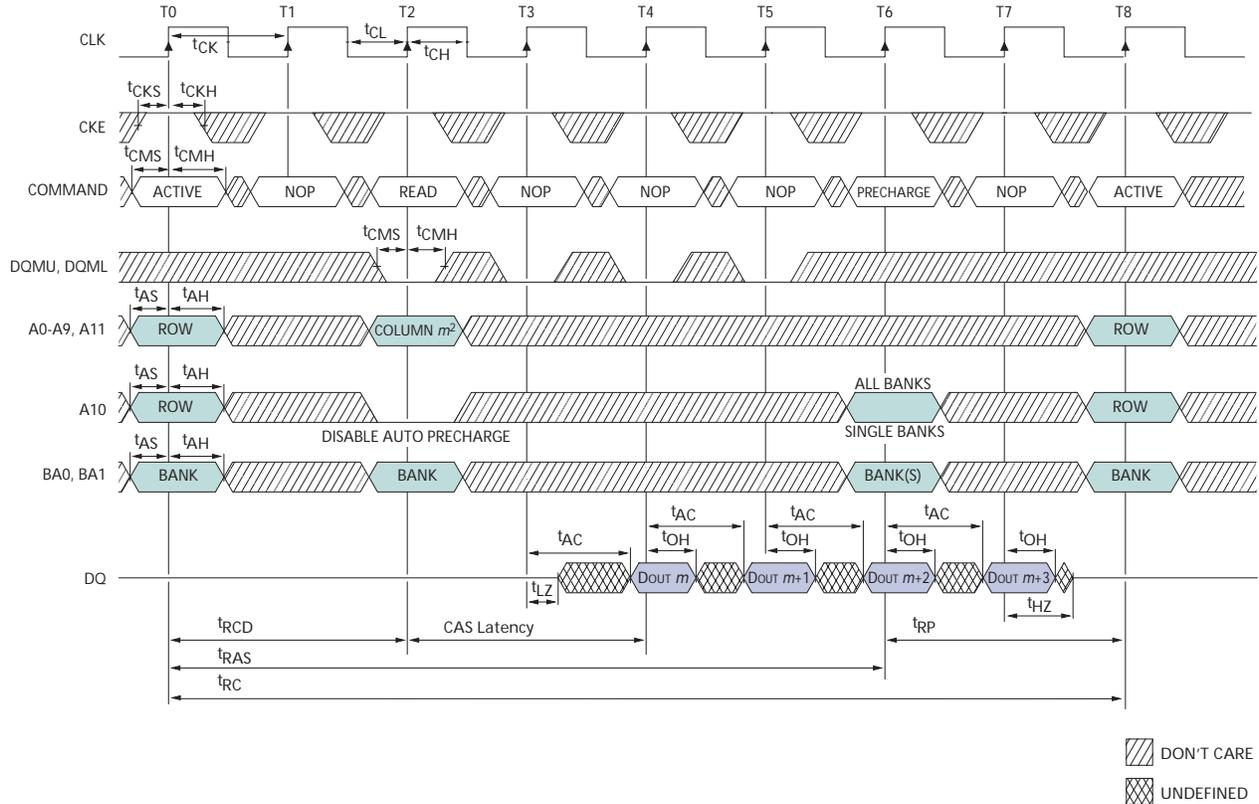 T0 T1 T2 T3 T4 T5 T6 T7 T8
CLK
tCK tCL tCH
tCKS tCKH
CKE
tCMS tCMH
COMMAND ACTIVE NOP READ NOP NOP NOP PRECHARGE NOP ACTIVE
tCMS tCMH
DQMU, DQML
tAS tAH
A0-A9, A11 ROW COLUMN m2 ROW
tAS tAH
ALL BANKS
A10 ROW ROW
DISABLE AUTO PRECHARGE SINGLE BANKS
tAS tAH
BA0, BA1 BANK BANK BANK(S) BANK
tAC tAC tAC tAC
tOH tOH tOH tOH
DQ DOUT m DOUT m+1 DOUT m+2 DOUT m+3
tLZ tHZ
tRCD CAS Latency tRP
tRAS
tRC
DON'T CARE
UNDEFINED